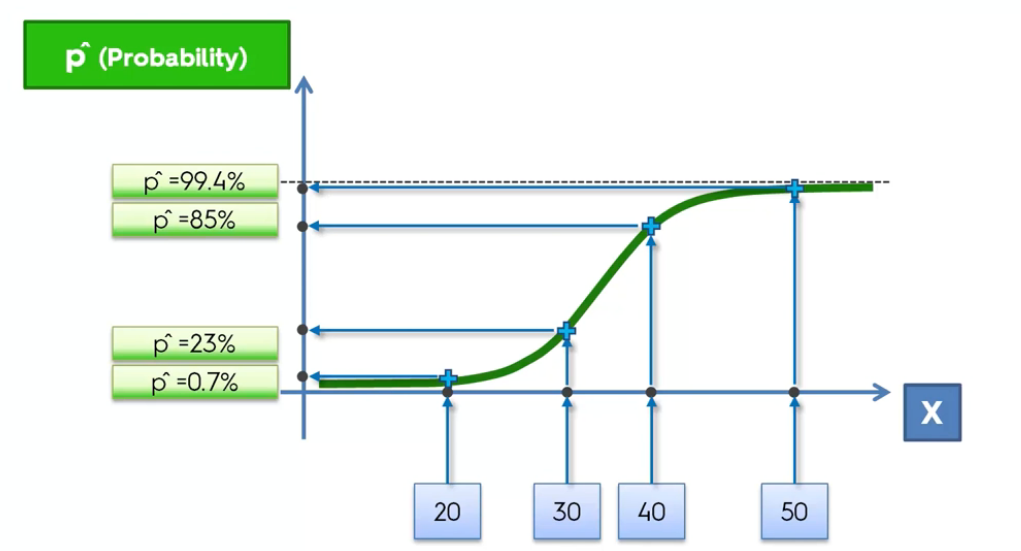 p̂ (Probability)
p̂ =99.4%
p̂ =85%
p̂ =23%
p̂ =0.7%
X
20 30 40 50